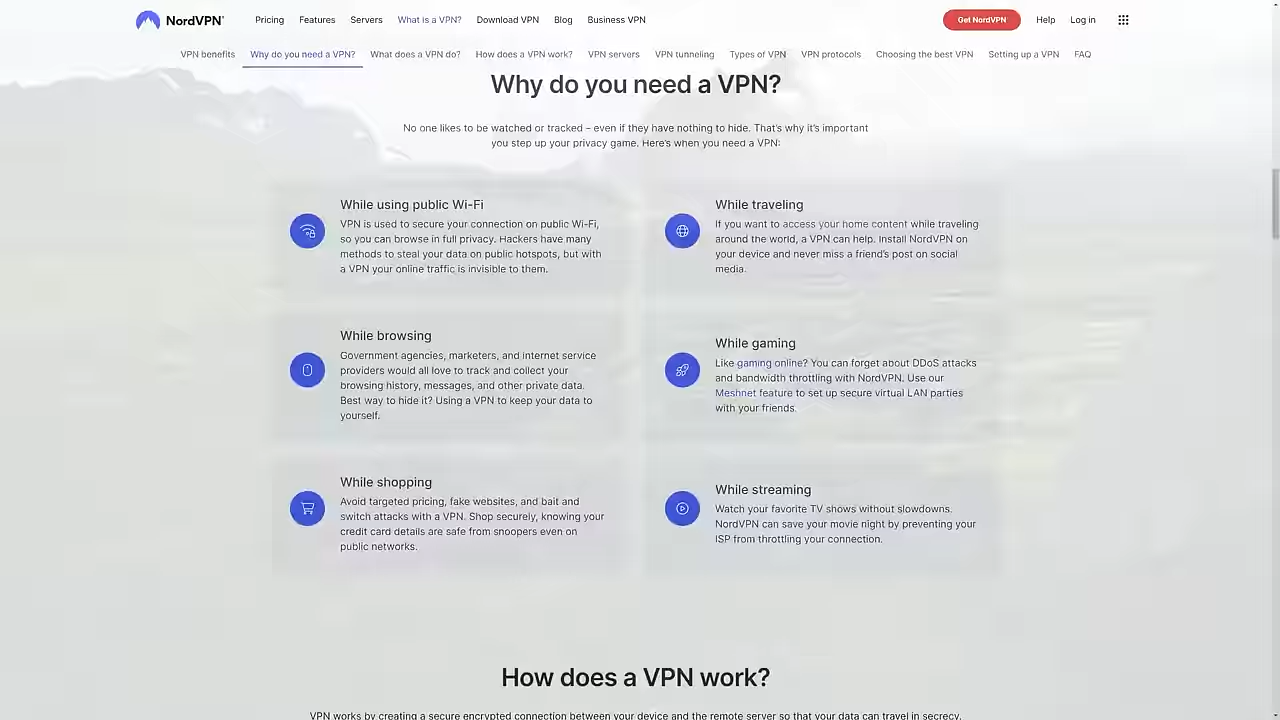 NordVPN
Pricing Features Servers What is a VPN? Download VPN Blog Business VPN Get NordVPN Help Log in
VPN benefits Why do you need a VPN? What does a VPN do? How does a VPN work? VPN servers VPN tunneling Types of VPN VPN protocols Choosing the best VPN Setting up a VPN FAQ
Why do you need a VPN?
No one likes to be watched or tracked – even if they have nothing to hide. That's why it's important
you step up your privacy game. Here's when you need a VPN:
While using public Wi-Fi
VPN is used to secure your connection on public Wi-Fi,
so you can browse in full privacy. Hackers have many
methods to steal your data on public hotspots, but with
a VPN your online traffic is invisible to them.
While traveling
If you want to access your home content while traveling
around the world, a VPN can help. Install NordVPN on
your device and never miss a friend's post on social
media.
While browsing
Government agencies, marketers, and internet service
providers would all love to track and collect your
browsing history, messages, and other private data.
Best way to hide it? Using a VPN to keep your data to
yourself.
While gaming
Like gaming online? You can forget about DDoS attacks
and bandwidth throttling with NordVPN. Use our
Meshnet feature to set up secure virtual LAN parties
with your friends.
While shopping
Avoid targeted pricing, fake websites, and bait and
switch attacks with a VPN. Shop securely, knowing your
credit card details are safe from snoopers even on
public networks.
While streaming
Watch your favorite TV shows without slowdowns.
NordVPN can save your movie night by preventing your
ISP from throttling your connection.
How does a VPN work?
VPN works by creating a secure encrypted connection between your device and the remote server so that your data can travel in secrecy.